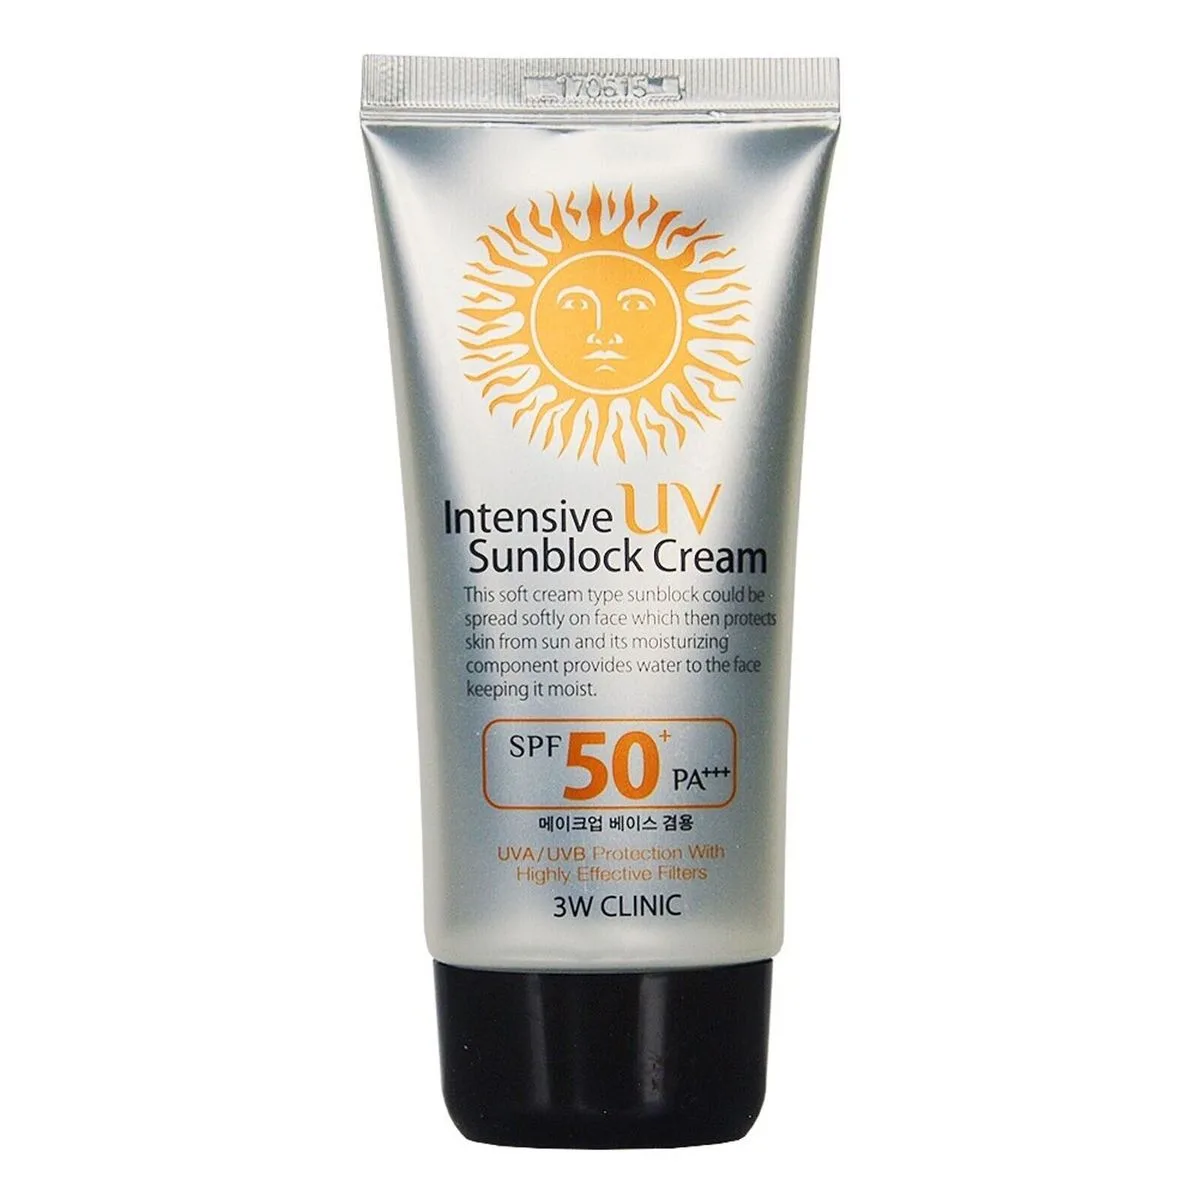 170615
Intensive UV
Sunblock Cream
This soft cream type sunblock could be
spread softly on face which then protects
skin from sun and its moisturizing
component provides water to the face
keeping it moist.
SPF 50+ PA+++
메이크업 베이스 겸용
UVA/UVB Protection With
Highly Effective Filters
3W CLINIC